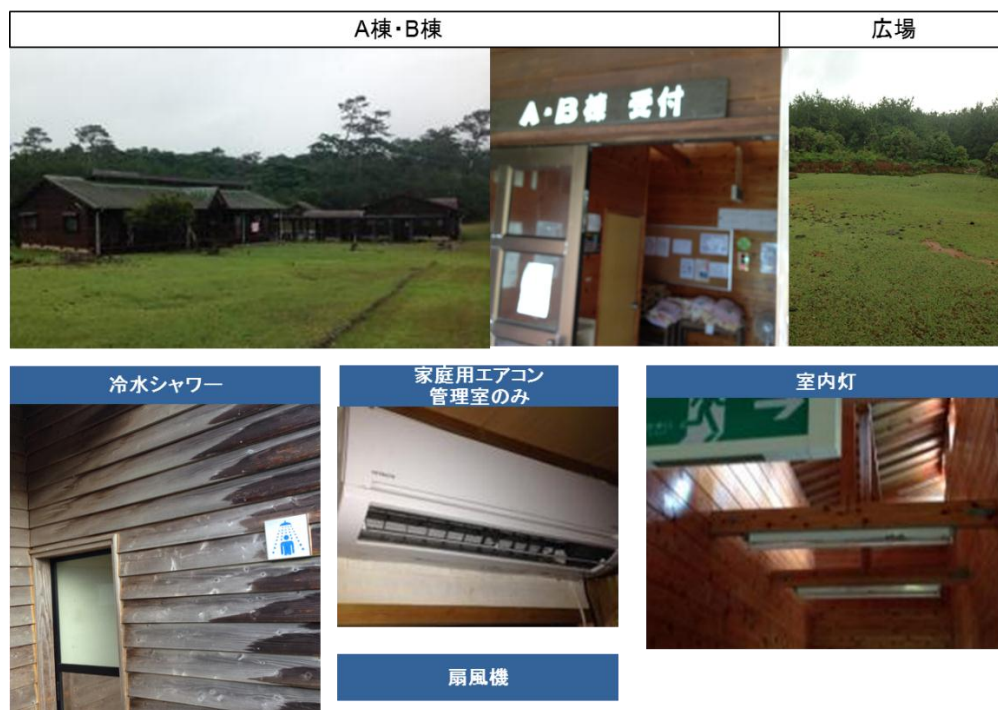 A棟・B棟
広場
A・B棟 受付
冷水シャワー
家庭用エアコン
管理室のみ
室内灯
HITACHI
扇風機